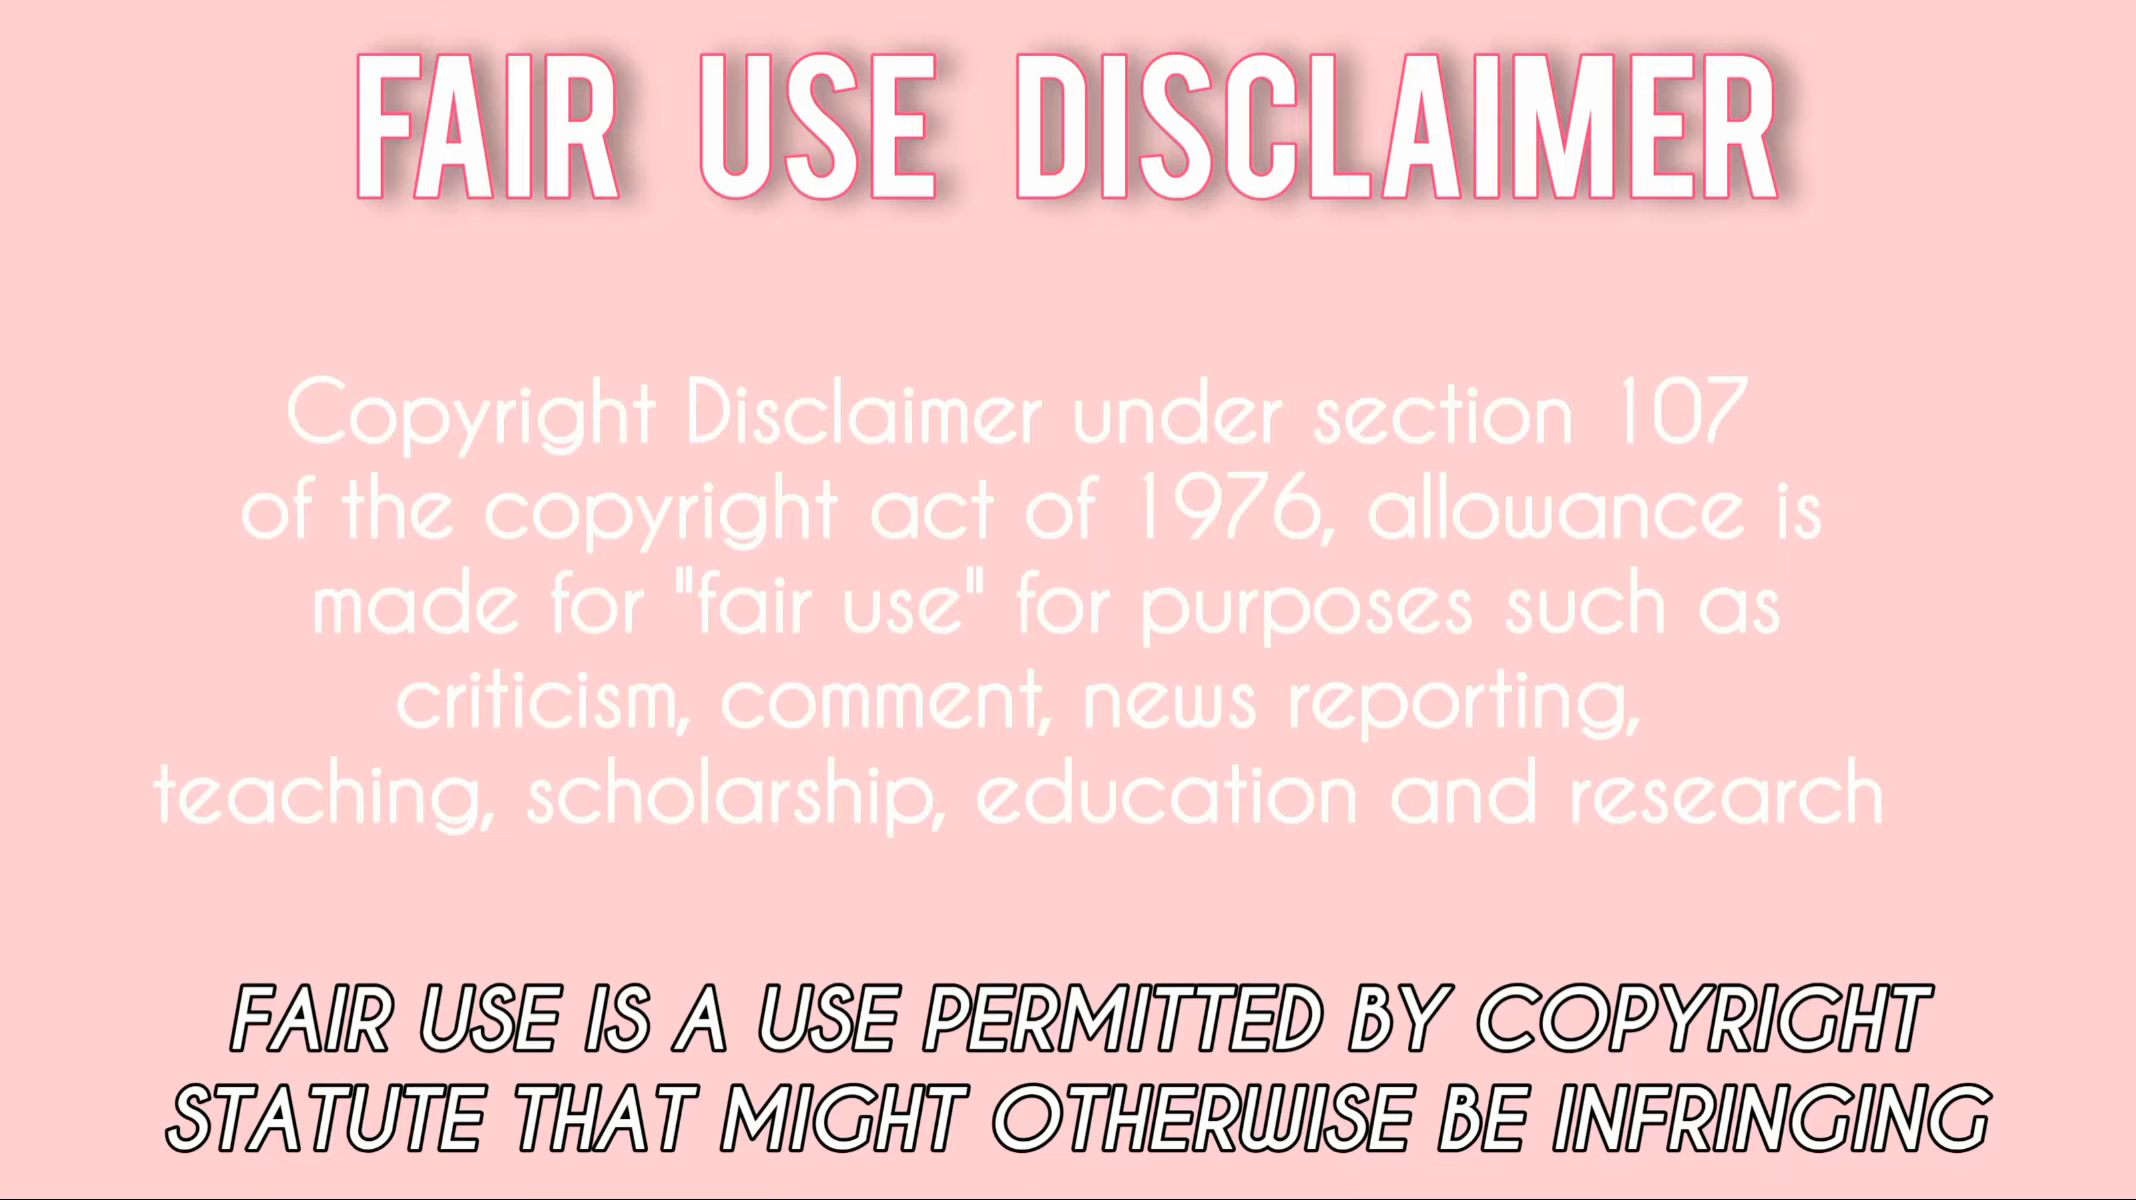 FAIR USE DISCLAIMER
Copyright Disclaimer under section 107
of the copyright act of 1976, allowance is
made for "fair use" for purposes such as
criticism, comment, news reporting,
teaching, scholarship, education and research
FAIR USE IS A USE PERMITTED BY COPYRIGHT
STATUTE THAT MIGHT OTHERWISE BE INFRINGING